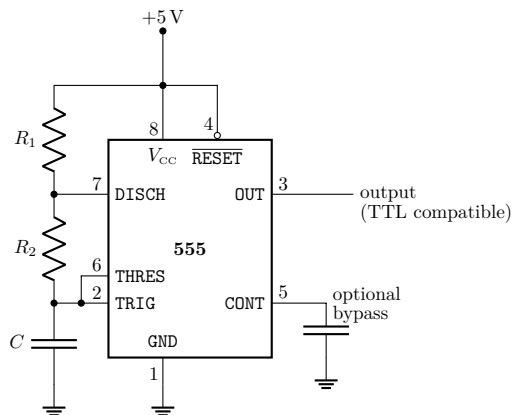 +5 V
8
4
V_CC
RESET
R1
7
DISCH
OUT
3
output
(TTL compatible)
R2
555
6
THRES
2
TRIG
CONT
5
optional
bypass
C
GND
1